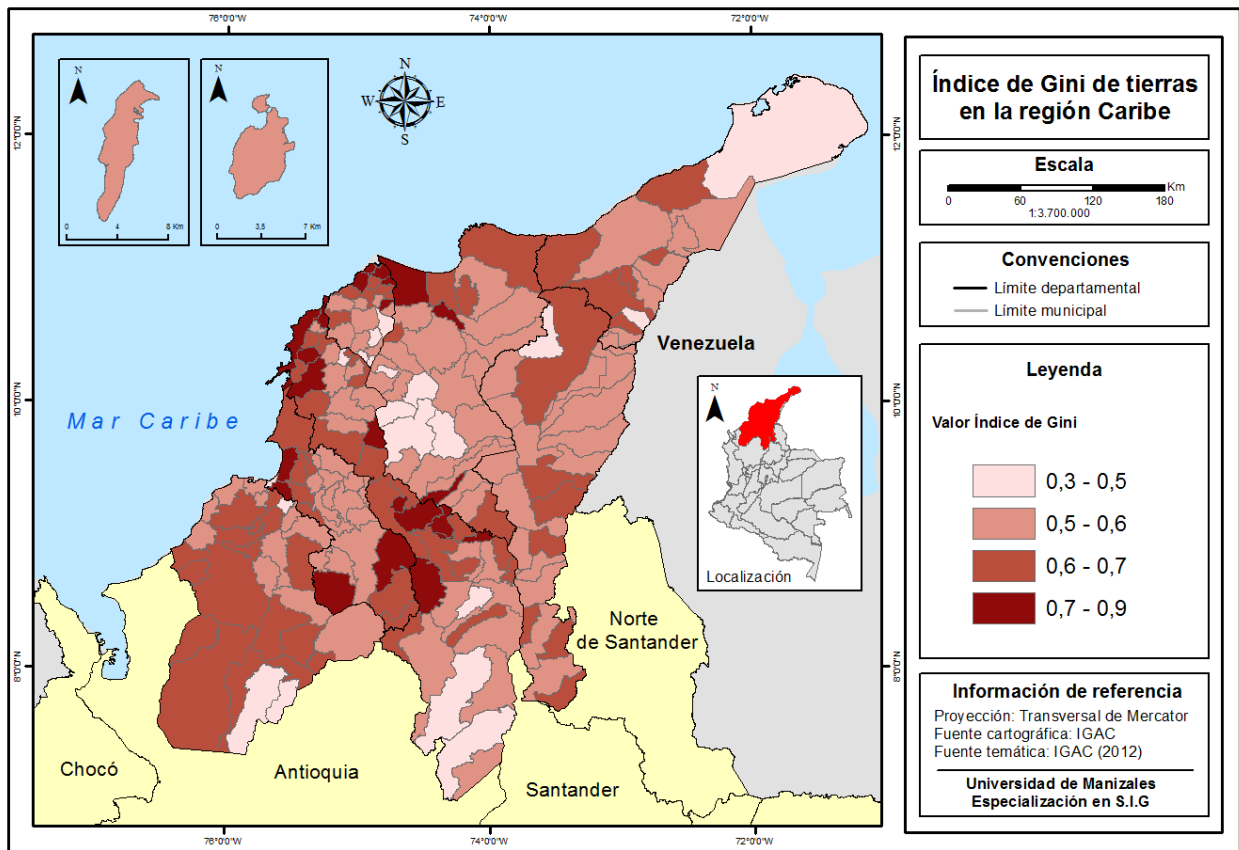 76°0'0"W
74°0'0"W
72°0'0"W
12°0'0"N
10°0'0"N
8°0'0"N
N
0 4 8 Km
N
0 3,5 7 Km
N
W E
S
Mar Caribe
Venezuela
N
Localización
Norte
de Santander
Chocó
Antioquia
Santander
12°0'0"N
10°0'0"N
8°0'0"N
76°0'0"W
74°0'0"W
72°0'0"W
Índice de Gini de tierras
en la región Caribe
Escala
Km
0 60 120 180
1:3.700.000
Convenciones
Límite departamental
Límite municipal
Leyenda
Valor Índice de Gini
0,3 - 0,5
0,5 - 0,6
0,6 - 0,7
0,7 - 0,9
Información de referencia
Proyección: Transversal de Mercator
Fuente cartográfica: IGAC
Fuente temática: IGAC (2012)
Universidad de Manizales
Especialización en S.I.G